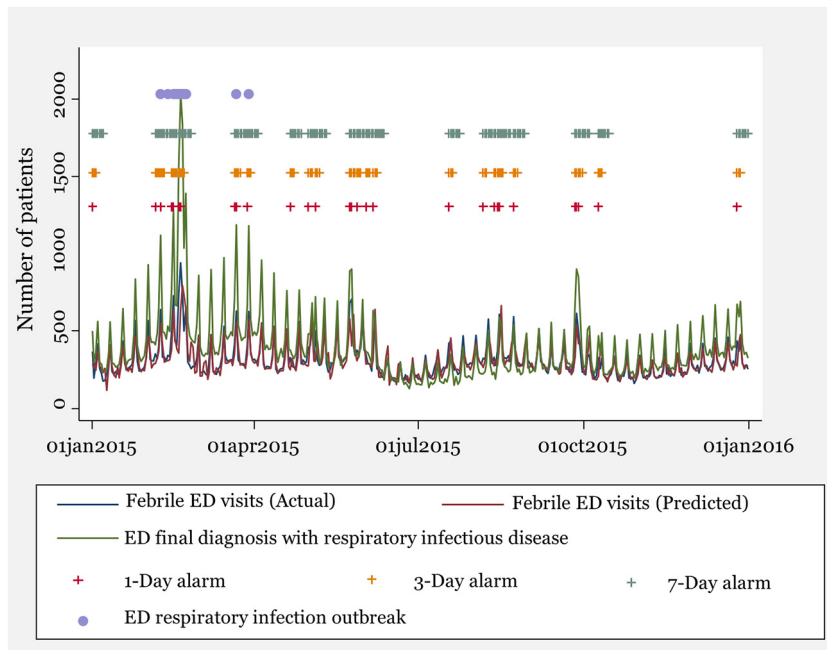 Number of patients
2000
1500
1000
500
0
01jan2015 01apr2015 01jul2015 01oct2015 01jan2016
Febrile ED visits (Actual) Febrile ED visits (Predicted)
ED final diagnosis with respiratory infectious disease
1-Day alarm 3-Day alarm 7-Day alarm
ED respiratory infection outbreak